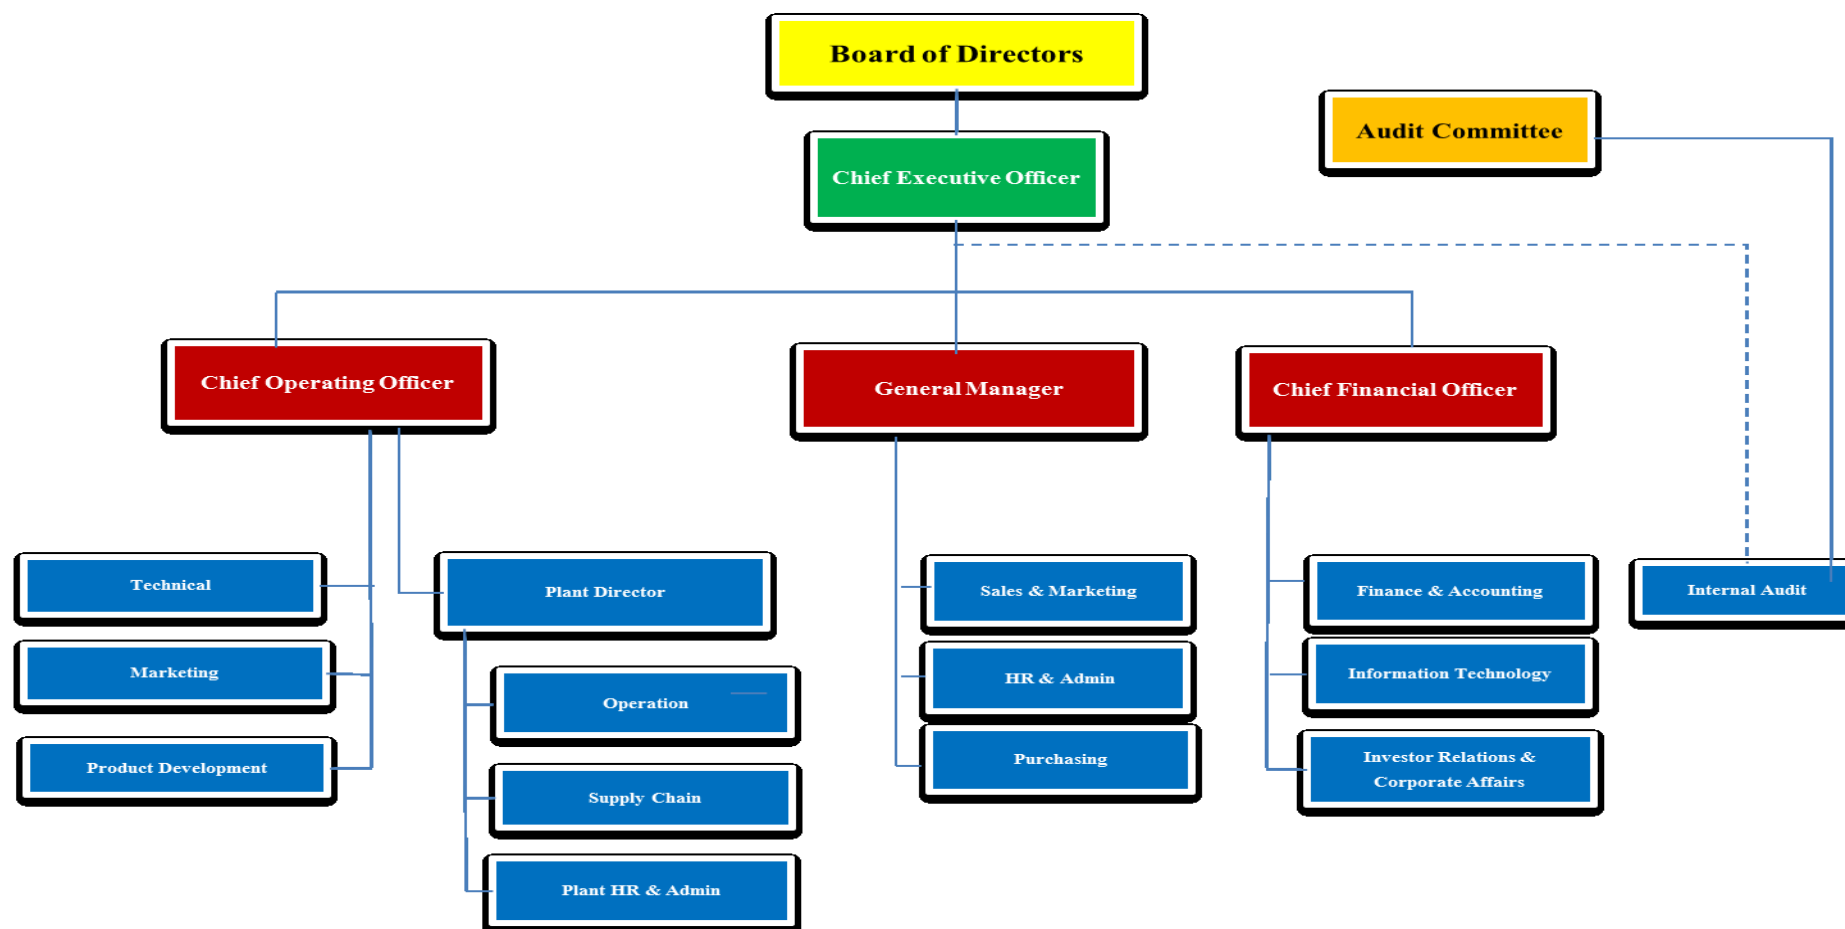 Board of Directors
Audit Committee
Chief Executive Officer
Chief Operating Officer
General Manager
Chief Financial Officer
Technical
Marketing
Product Development
Plant Director
Operation
Supply Chain
Plant HR & Admin
Sales & Marketing
HR & Admin
Purchasing
Finance & Accounting
Information Technology
Investor Relations &
Corporate Affairs
Internal Audit